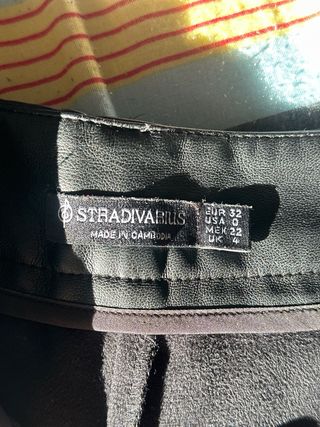 STRADIVARIUS
MADE IN CAMBODIA
EUR 32
USA 0
MEX 22
UK 4